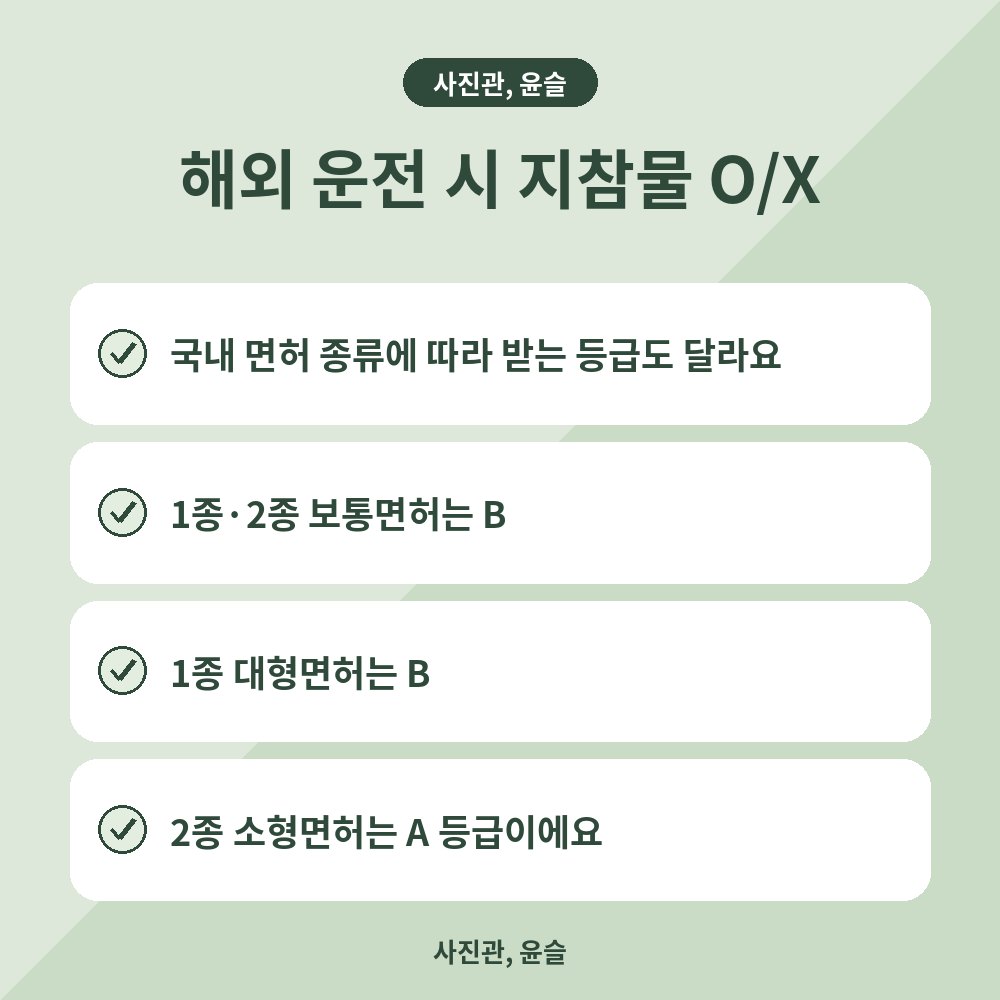 사진관, 윤슬
해외 운전 시 지참물 O/X
국내 면허 종류에 따라 받는 등급도 달라요
1종·2종 보통면허는 B
1종 대형면허는 B
2종 소형면허는 A 등급이에요
사진관, 윤슬